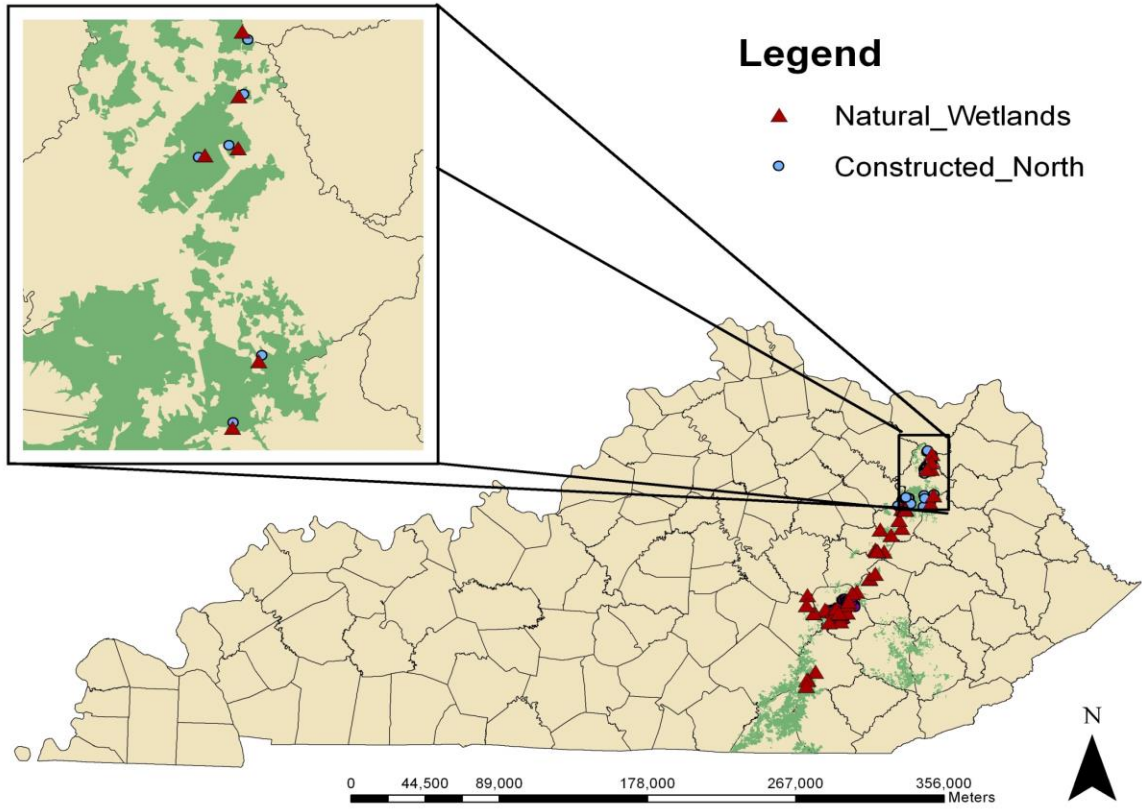 Legend
Natural_Wetlands
Constructed_North
N
0 44,500 89,000 178,000 267,000 356,000
Meters